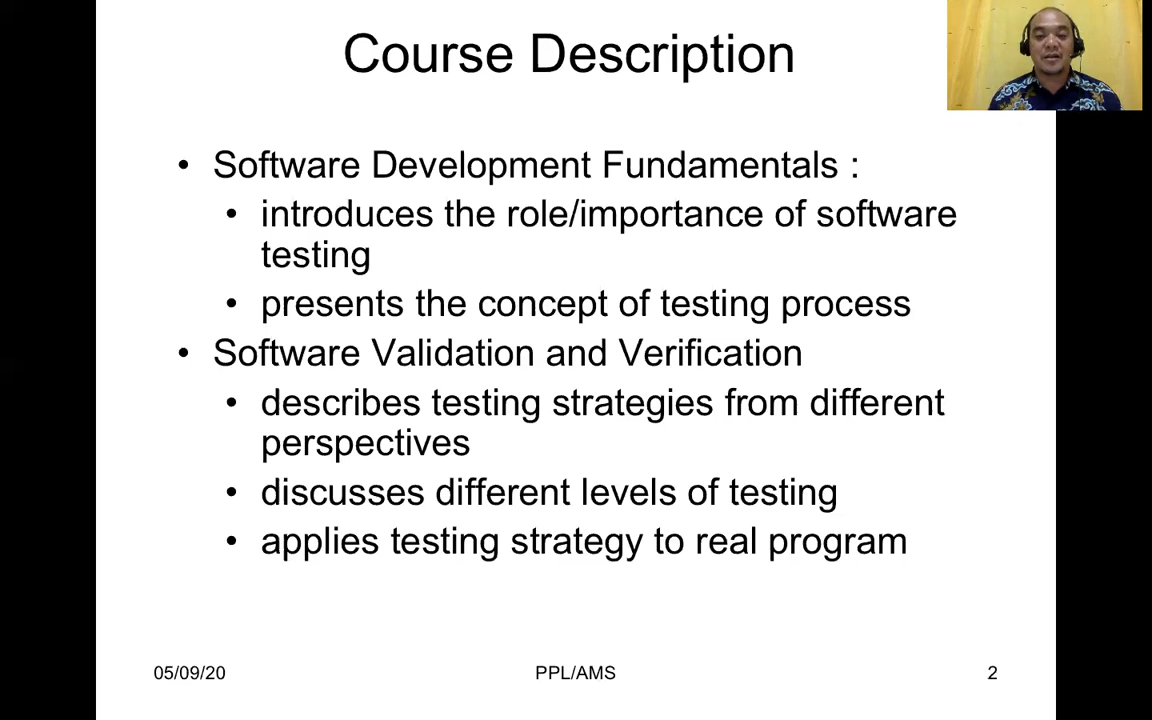 Course Description
• Software Development Fundamentals :
• introduces the role/importance of software
testing
• presents the concept of testing process
• Software Validation and Verification
• describes testing strategies from different
perspectives
• discusses different levels of testing
• applies testing strategy to real program
05/09/20
PPL/AMS
2